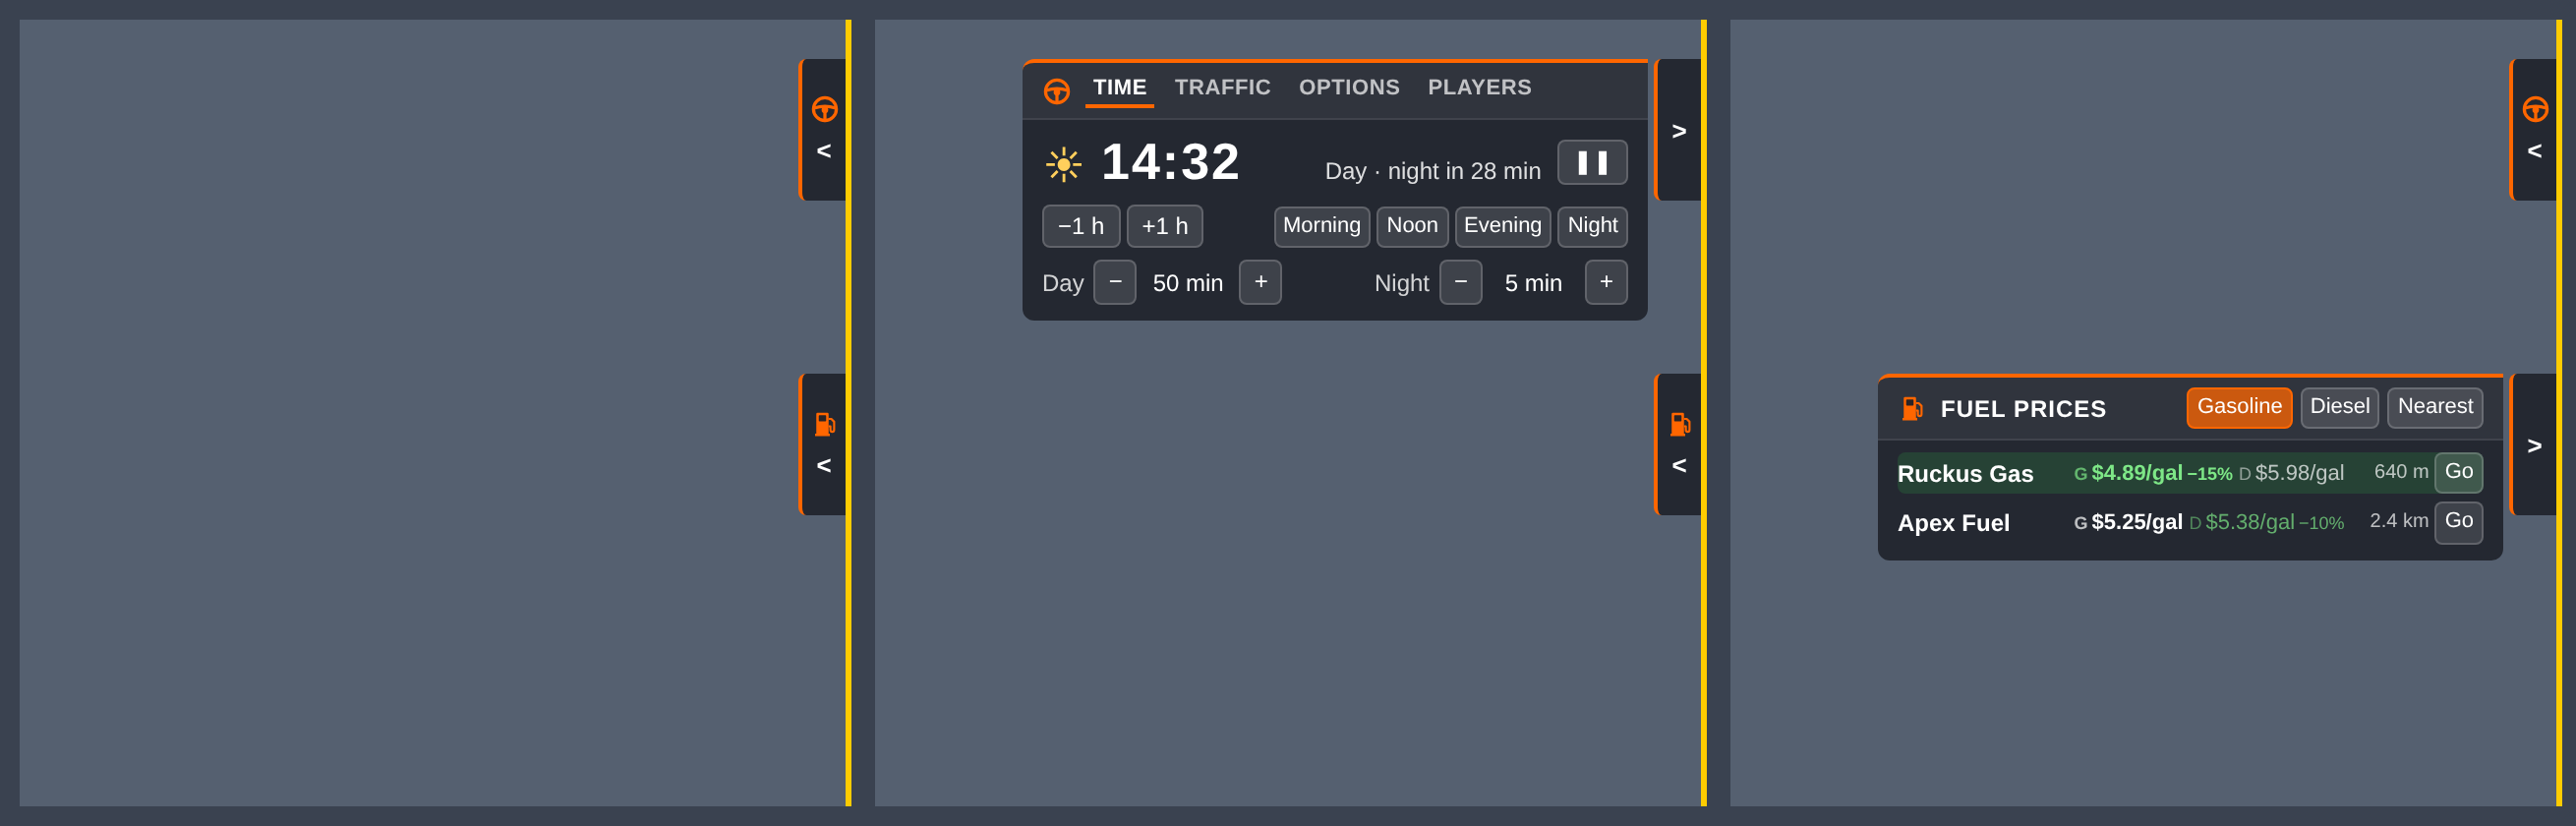 <
<
TIME TRAFFIC OPTIONS PLAYERS
14:32 Day · night in 28 min
−1 h +1 h Morning Noon Evening Night
Day − 50 min + Night − 5 min +
>
<
<
FUEL PRICES Gasoline Diesel Nearest
Ruckus Gas G $4.89/gal −15% D $5.98/gal 640 m Go
Apex Fuel G $5.25/gal D $5.38/gal −10% 2.4 km Go
>